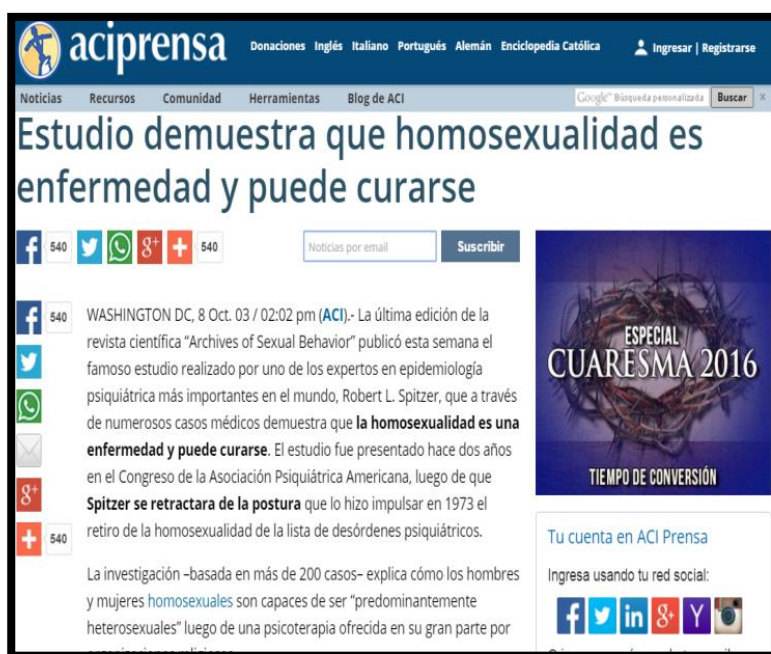 aciprensa
Donaciones Inglés Italiano Portugués Alemán Enciclopedia Católica
Ingresar | Registrarse
Noticias Recursos Comunidad Herramientas Blog de ACI
Google™ Búsqueda personalizada Buscar x
Estudio demuestra que homosexualidad es
enfermedad y puede curarse
540
540
Noticias por email Suscribir
540
540
WASHINGTON DC, 8 Oct. 03 / 02:02 pm (ACI).- La última edición de la
revista científica “Archives of Sexual Behavior” publicó esta semana el
famoso estudio realizado por uno de los expertos en epidemiología
psiquiátrica más importantes en el mundo, Robert L. Spitzer, que a través
de numerosos casos médicos demuestra que la homosexualidad es una
enfermedad y puede curarse. El estudio fue presentado hace dos años
en el Congreso de la Asociación Psiquiátrica Americana, luego de que
Spitzer se retractara de la postura que lo hizo impulsar en 1973 el
retiro de la homosexualidad de la lista de desórdenes psiquiátricos.
La investigación –basada en más de 200 casos– explica cómo los hombres
y mujeres homosexuales son capaces de ser “predominantemente
heterosexuales” luego de una psicoterapia ofrecida en su gran parte por
ESPECIAL
CUARESMA 2016
TIEMPO DE CONVERSIÓN
Tu cuenta en ACI Prensa
Ingresa usando tu red social: